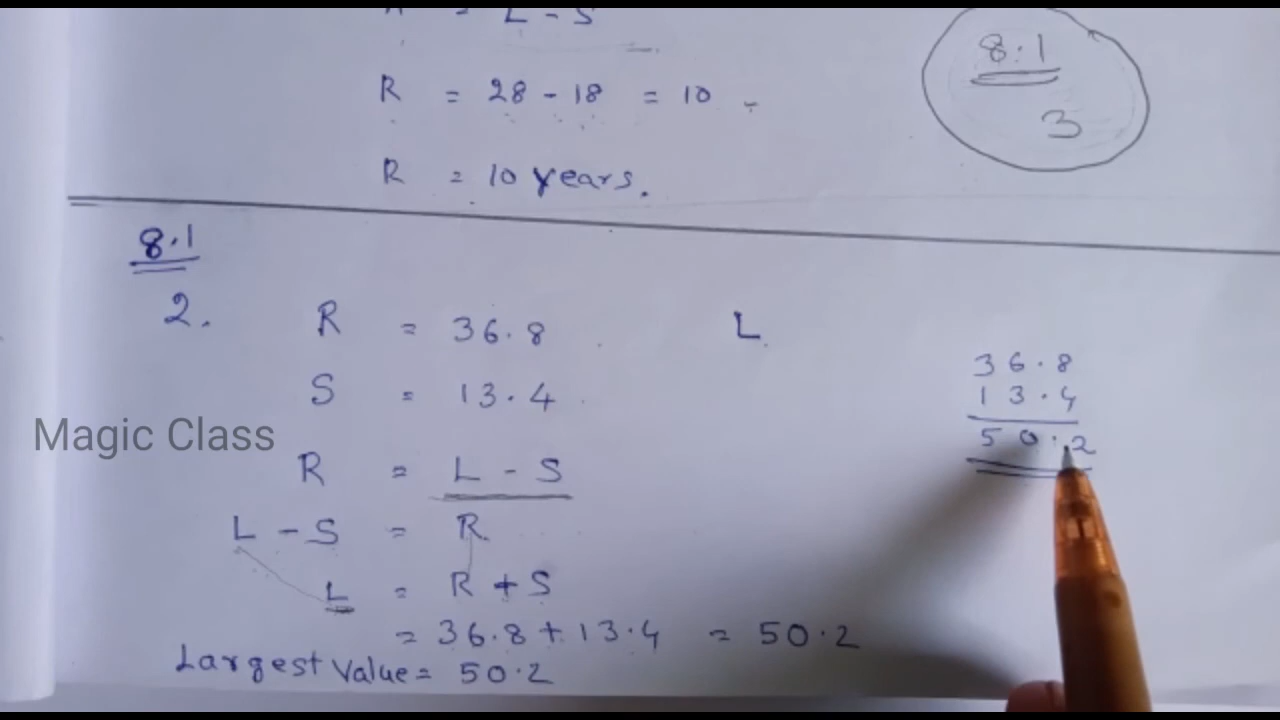 R = L - S
R = 28 - 18 = 10
R = 10 years.
8.1
3
8.1
2. R = 36.8
L
S = 13.4
R = L - S
L - S = R
L = R + S
= 36.8 + 13.4 = 50.2
Largest Value = 50.2
36.8
13.4
50.2
Magic Class